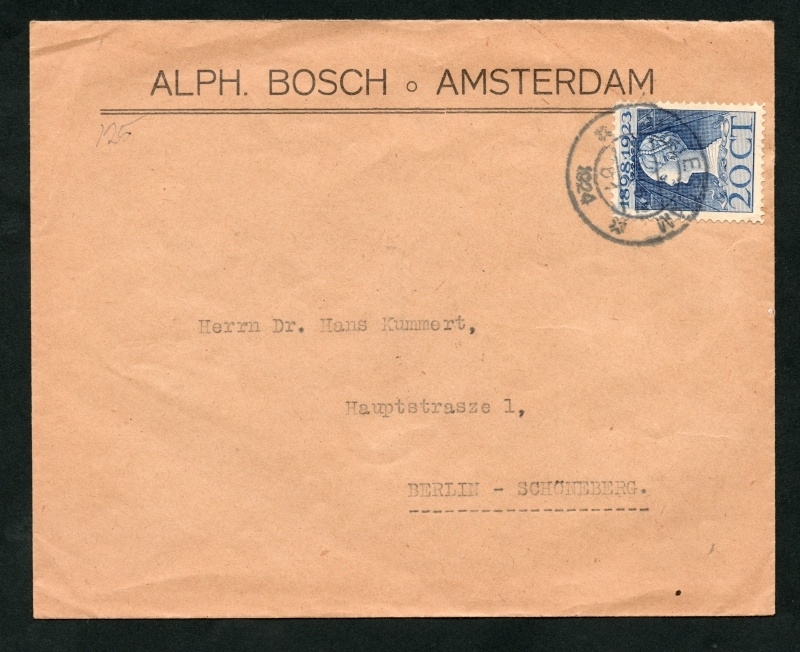 ALPH. BOSCH o AMSTERDAM
125
1898·1923
20 CT
1924
Herrn Dr. Hans Kummert,
Hauptstrasze 1,
BERLIN - SCHÖNEBERG.